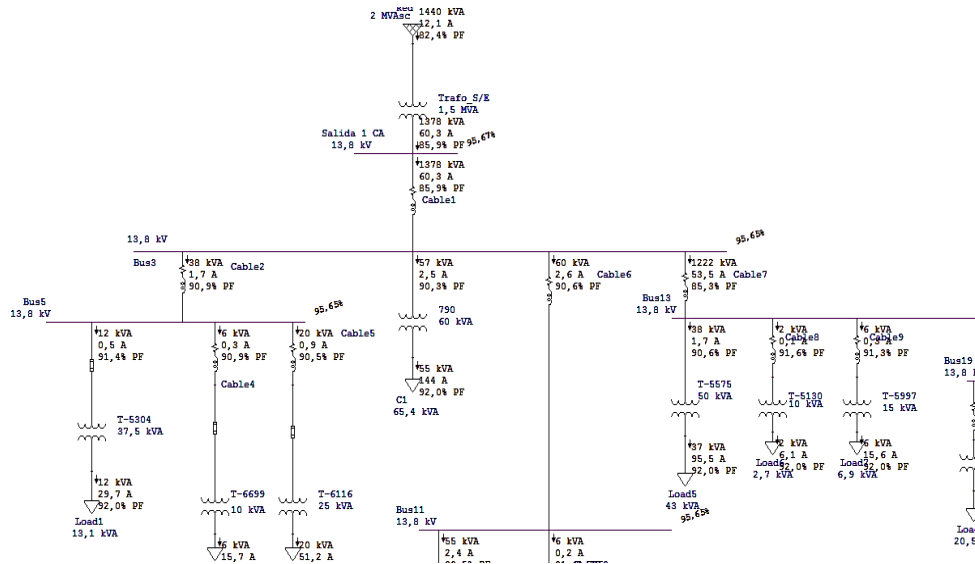 2 MVAsc
1440 kVA
12,1 A
82,4% PF
Trafo_S/E
1,5 MVA
1378 kVA
60,3 A
85,9% PF
95,67%
Salida 1 CA
13,8 kV
1378 kVA
60,3 A
85,9% PF
Cable1
13,8 kV
Bus3
95,65%
38 kVA
1,7 A
90,9% PF
Cable2
57 kVA
2,5 A
90,3% PF
60 kVA
2,6 A
90,6% PF
Cable6
1222 kVA
53,5 A
85,3% PF
Cable7
Bus5
13,8 kV
95,65%
Bus13
13,8 kV
790
60 kVA
12 kVA
0,5 A
91,4% PF
6 kVA
0,3 A
90,9% PF
Cable4
20 kVA
0,9 A
90,5% PF
Cable5
55 kVA
144 A
92,0% PF
C1
65,4 kVA
38 kVA
1,7 A
90,6% PF
2 kVA
Cable8
91,6% PF
6 kVA
Cable9
91,3% PF
Bus19
T-5304
37,5 kVA
T-5575
50 kVA
T-5130
10 kVA
T-5997
15 kVA
12 kVA
29,7 A
92,0% PF
Load1
13,1 kVA
37 kVA
95,5 A
92,0% PF
Load5
43 kVA
2 kVA
6,1 A
92,0% PF
2,7 kVA
6 kVA
15,6 A
92,0% PF
6,9 kVA
T-6699
10 kVA
T-6116
25 kVA
Bus11
13,8 kV
95,65%
6 kVA
15,7 A
20 kVA
51,2 A
55 kVA
2,4 A
6 kVA
0,2 A